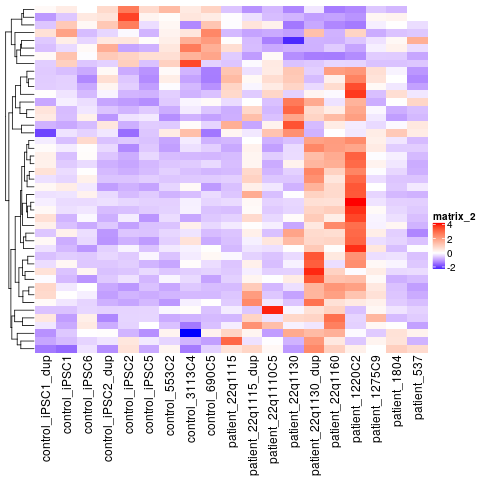 matrix_2
4
2
0
-2
control_iPSC1_dup
control_iPSC1
control_iPSC6
control_iPSC2_dup
control_iPSC2
control_iPSC5
control_553C2
control_3113C4
control_690C5
patient_22q1115
patient_22q1115_dup
patient_22q1110C5
patient_22q1130
patient_22q1130_dup
patient_22q1160
patient_1220C2
patient_1275C9
patient_1804
patient_537